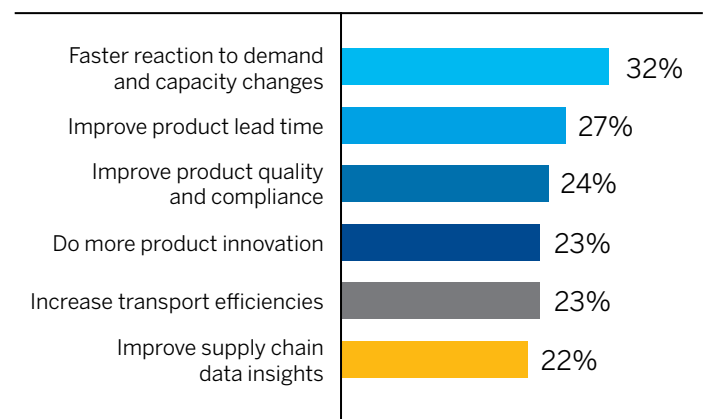 Faster reaction to demand
and capacity changes
32%
Improve product lead time
27%
Improve product quality
and compliance
24%
Do more product innovation
23%
Increase transport efficiencies
23%
Improve supply chain
data insights
22%